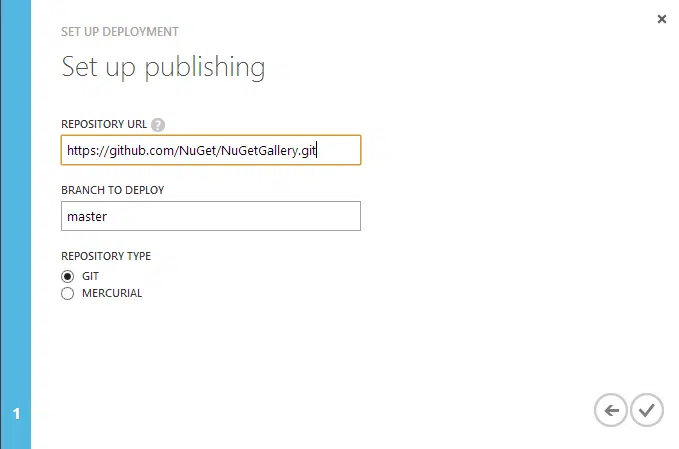 SET UP DEPLOYMENT
Set up publishing
REPOSITORY URL ?
https://github.com/NuGet/NuGetGallery.git
BRANCH TO DEPLOY
master
REPOSITORY TYPE
GIT
MERCURIAL
1